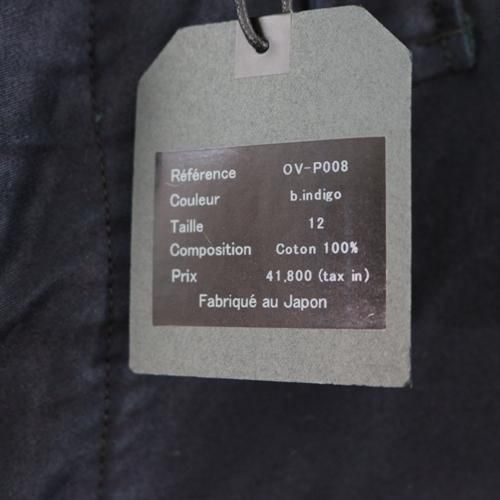 Référence OV-P008
Couleur b.indigo
Taille 12
Composition Coton 100%
Prix 41,800 (tax in)
Fabriqué au Japon